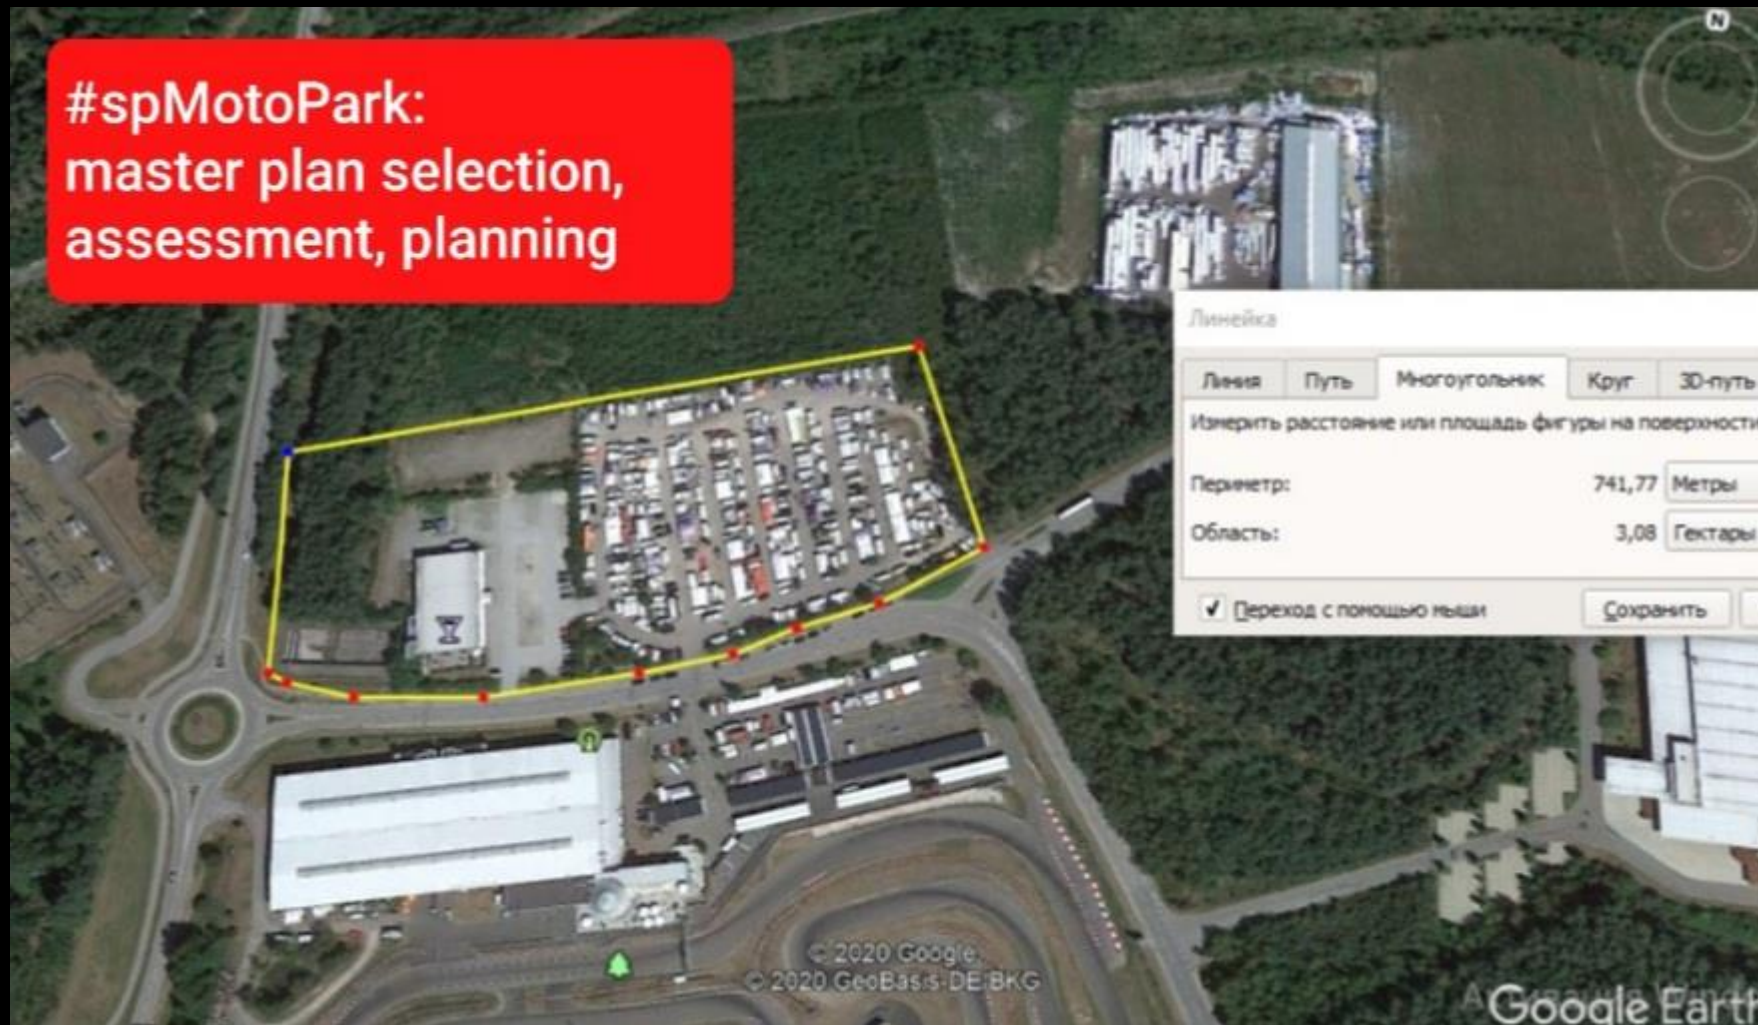 #spMotoPark:
master plan selection,
assessment, planning
N
Линейка
Линия Путь Многоугольник Круг 3D-путь
Измерить расстояние или площадь фигуры на поверхности
Периметр: 741,77 Метры
Область: 3,08 Гектары
Переход с помощью мыши Сохранить
© 2020 Google
© 2020 GeoBasis-DE/BKG
Google Earth